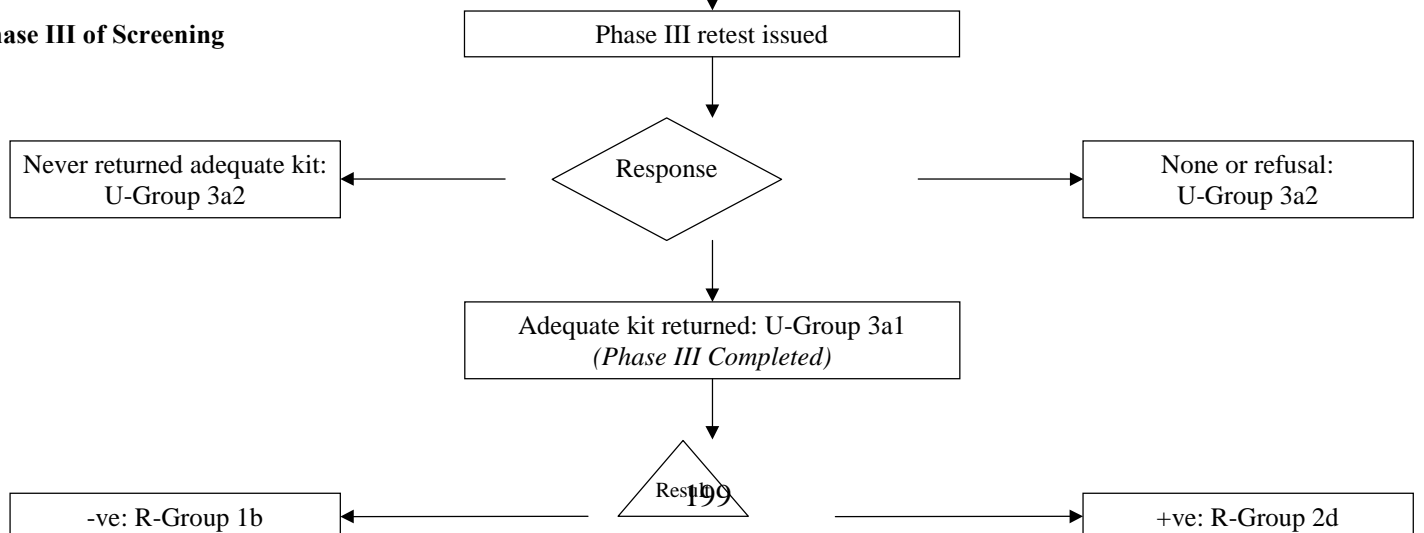 hase III of Screening
Phase III retest issued
Never returned adequate kit:
U-Group 3a2
Response
None or refusal:
U-Group 3a2
Adequate kit returned: U-Group 3a1
(Phase III Completed)
Result
199
-ve: R-Group 1b
+ve: R-Group 2d